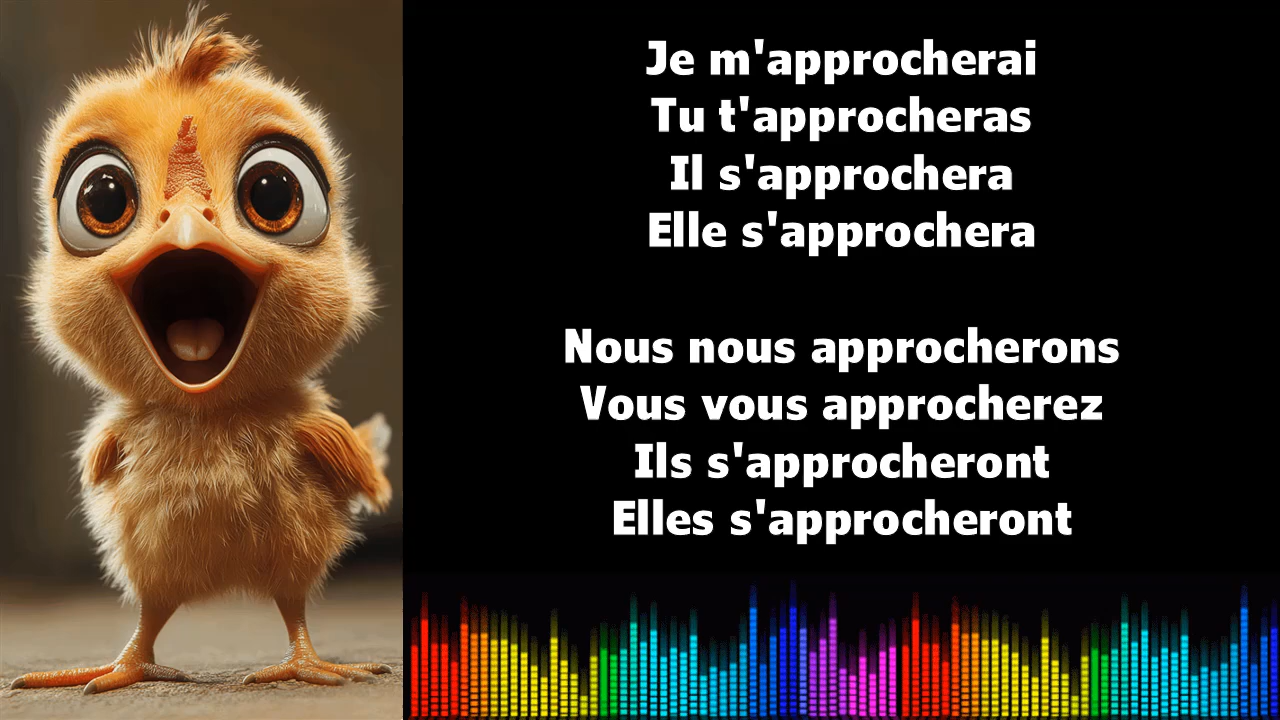 Je m'approcherai
Tu t'approcheras
Il s'approchera
Elle s'approchera
Nous nous approcherons
Vous vous approcherez
Ils s'approcheront
Elles s'approcheront